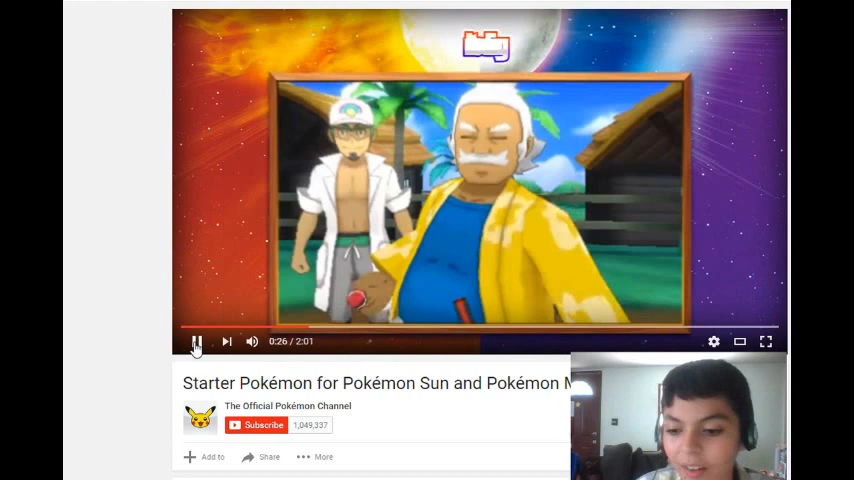 0:26 / 2:01
Starter Pokémon for Pokémon Sun and Pokémon M
The Official Pokémon Channel
Subscribe 1,049,337
Add to Share More